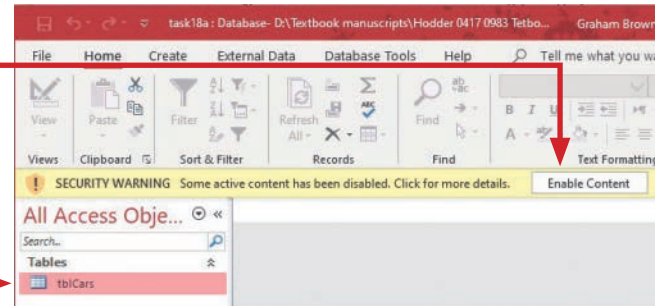 task18a : Database- D:\Textbook manuscripts\Hodder 0417 0983 Tetbo... Graham Brown
File Home Create External Data Database Tools Help Tell me what you wa
View Paste Filter Refresh All Find
B I U
A
Views Clipboard Sort & Filter Records Find Text Formatting
SECURITY WARNING Some active content has been disabled. Click for more details. Enable Content
All Access Obje...
Search...
Tables
tblCars